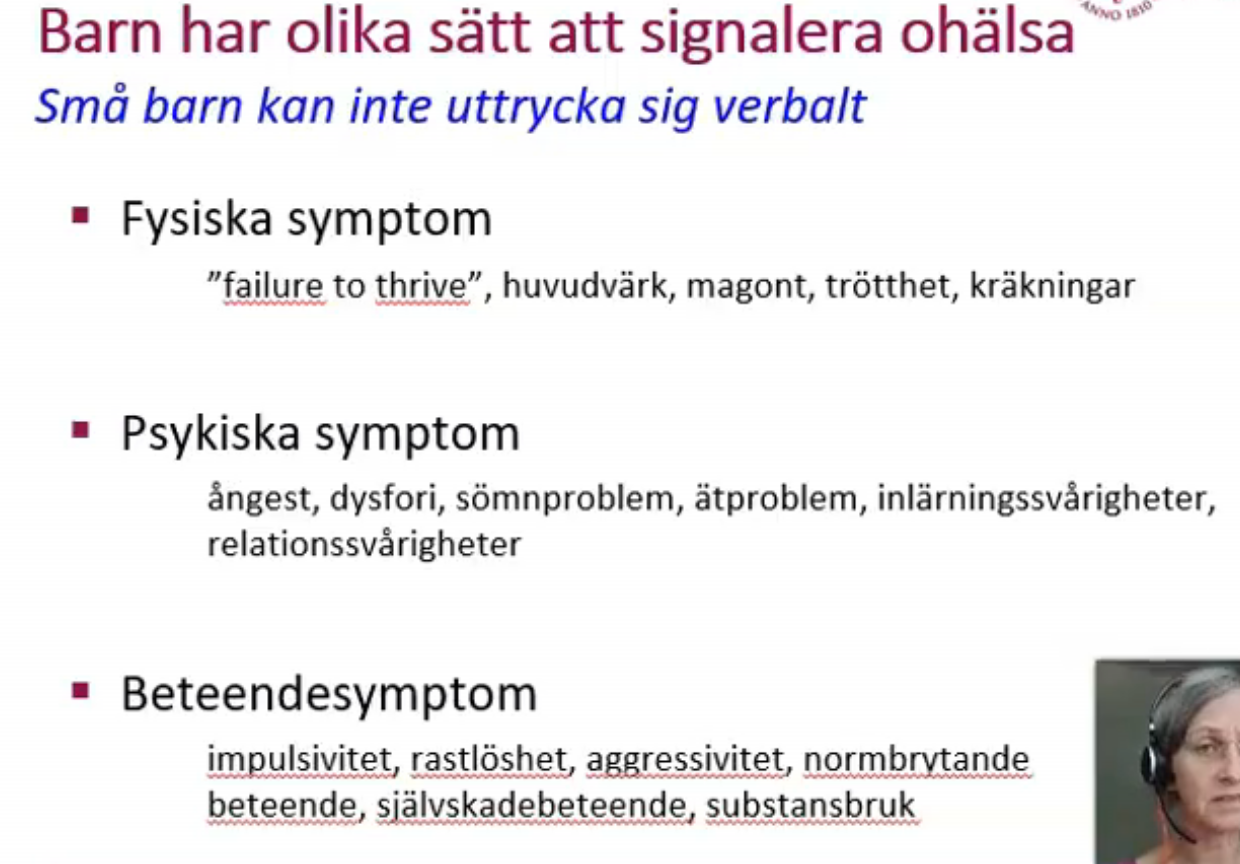 Barn har olika sätt att signalera ohälsa
ANNO 1810
Små barn kan inte uttrycka sig verbalt
Fysiska symptom
”failure to thrive”, huvudvärk, magont, trötthet, kräkningar
Psykiska symptom
ångest, dysfori, sömnproblem, ätproblem, inlärningssvårigheter,
relationssvårigheter
Beteendesymptom
impulsivitet, rastlöshet, aggressivitet, normbrytande
beteende, självskadebeteende, substansbruk